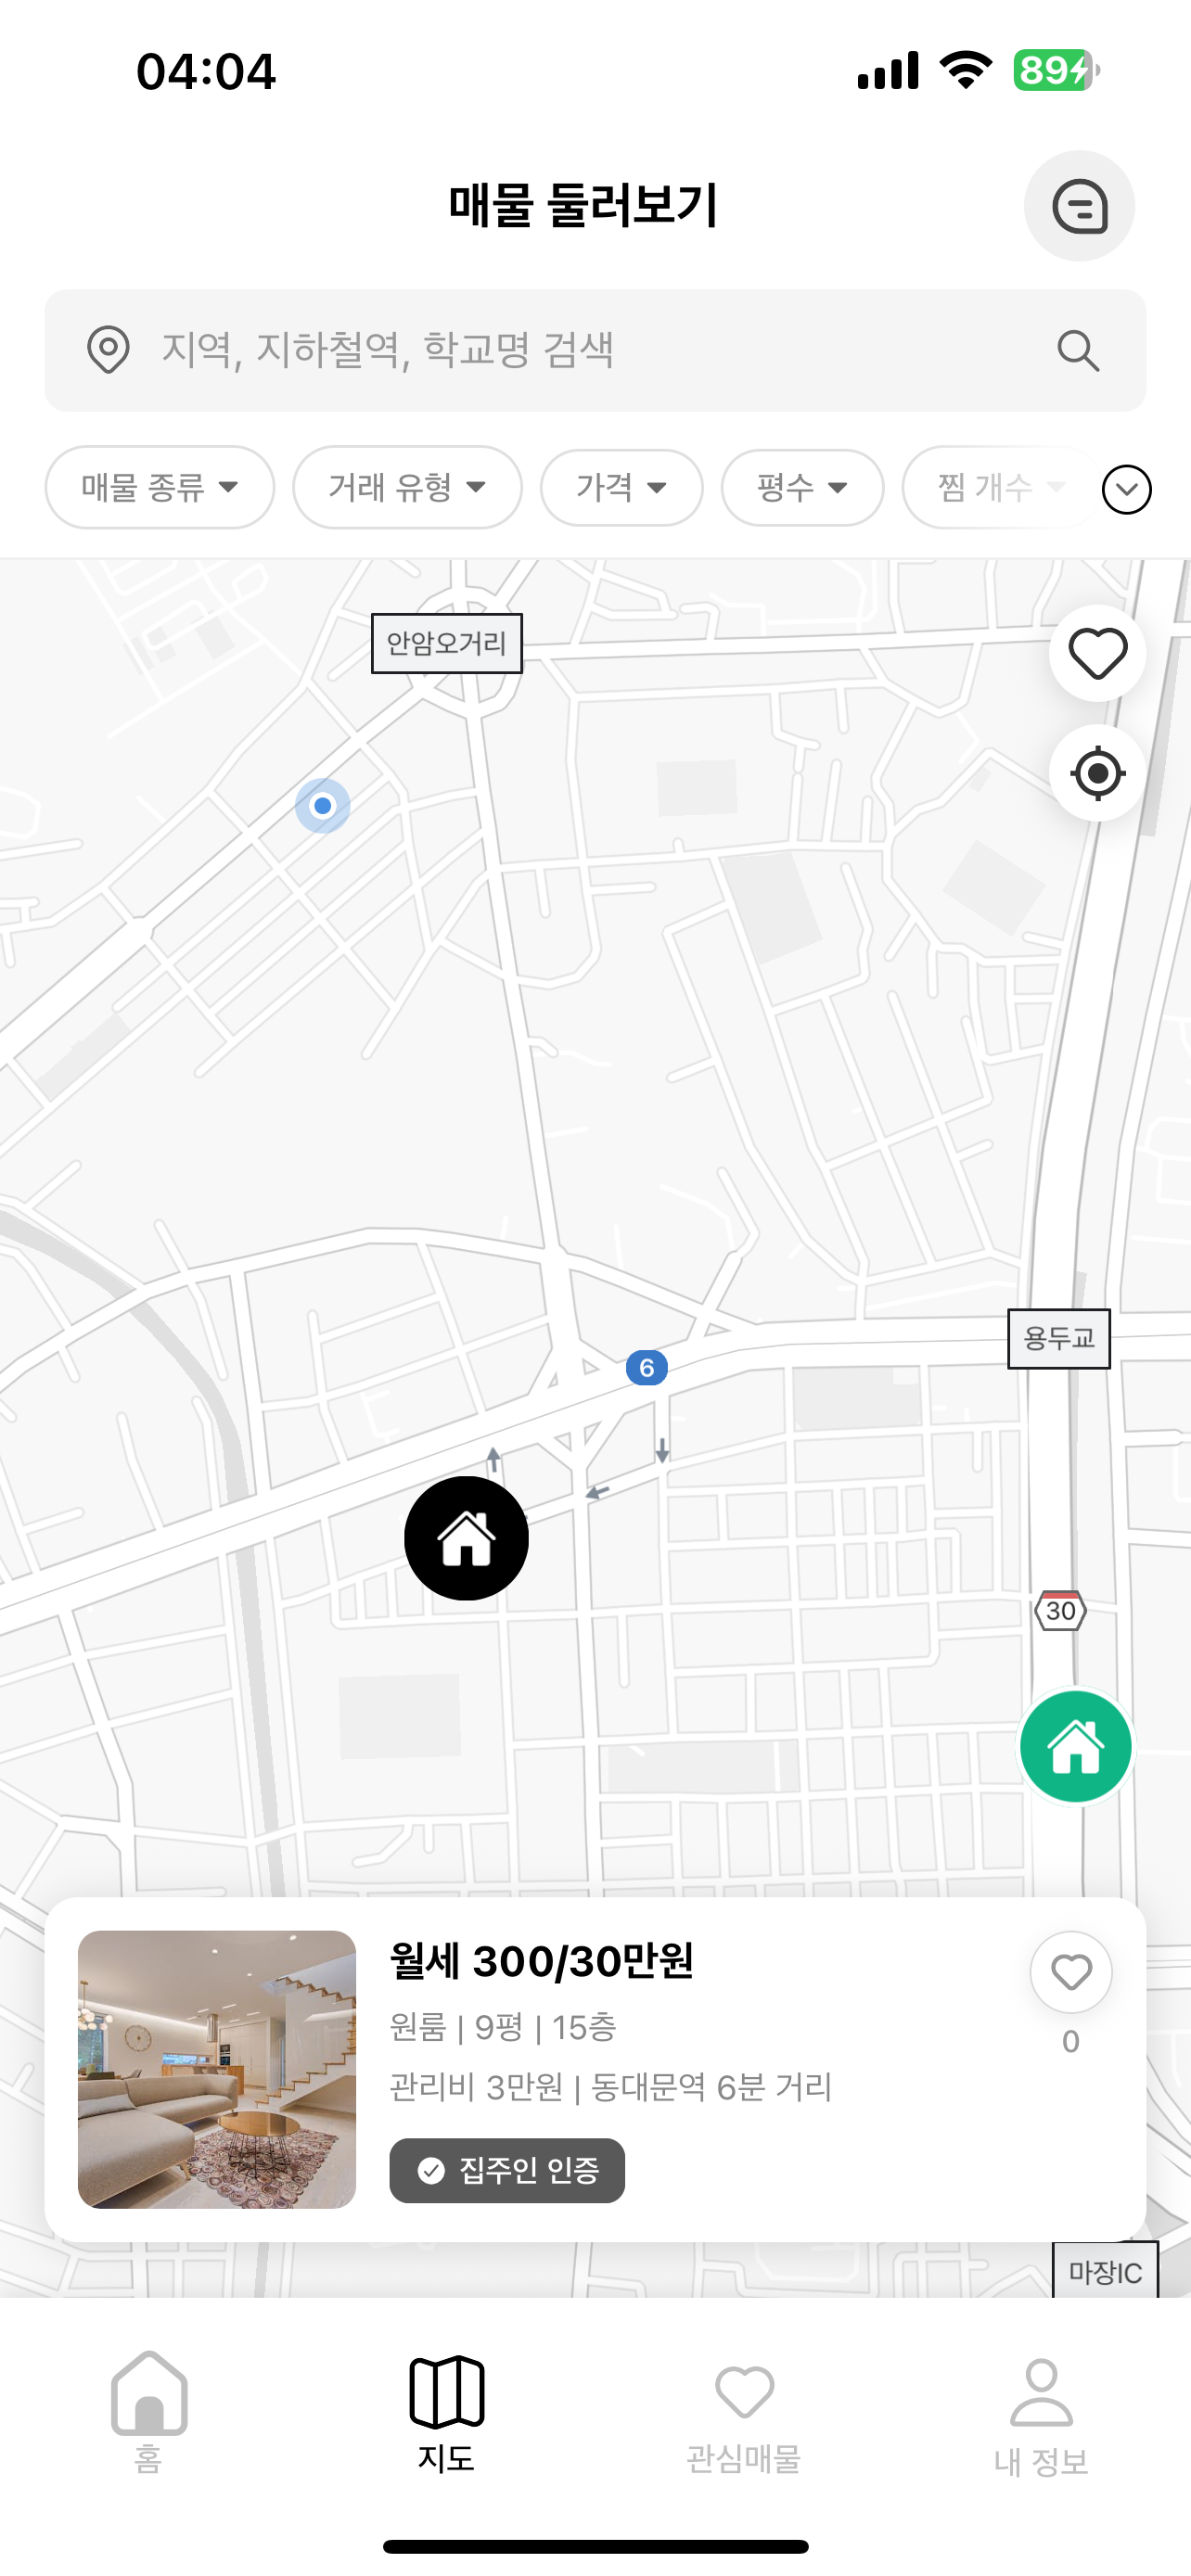 04:04
89
매물 둘러보기
지역, 지하철역, 학교명 검색
매물 종류
거래 유형
가격
평수
찜 개수
안암오거리
용두교
6
30
월세 300/30만원
원룸 | 9평 | 15층
0
관리비 3만원 | 동대문역 6분 거리
집주인 인증
마장IC
홈
지도
관심매물
내 정보